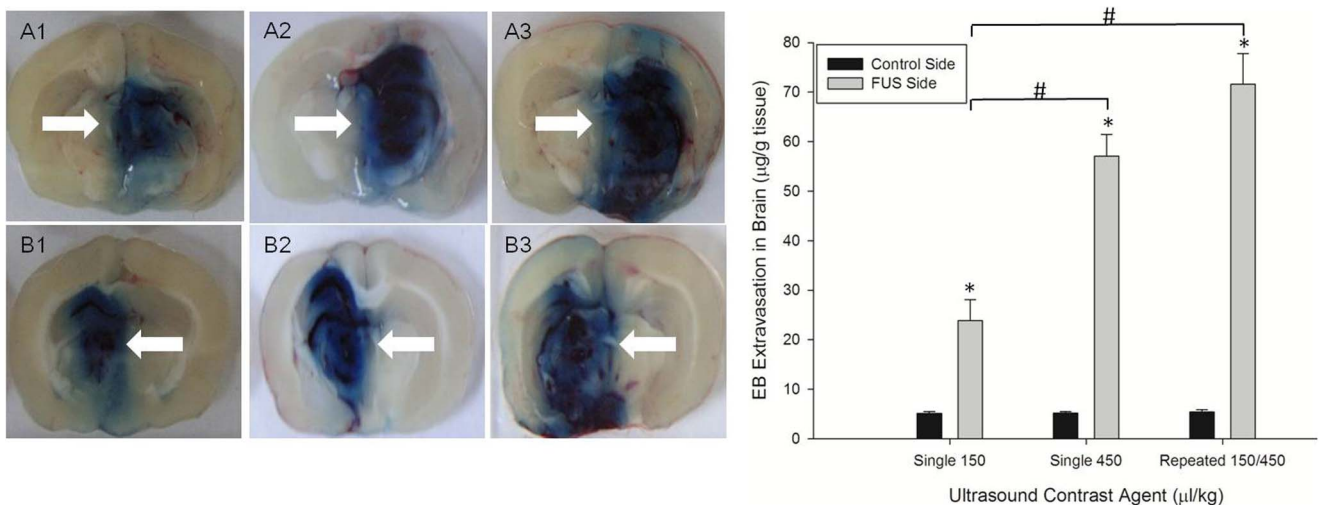 A1
A2
A3
B1
B2
B3
#
#
*
*
*
Control Side
FUS Side
EB Extravasation in Brain (µg/g tissue)
80
70
60
50
40
30
20
10
0
Single 150
Single 450
Repeated 150/450
Ultrasound Contrast Agent (µl/kg)